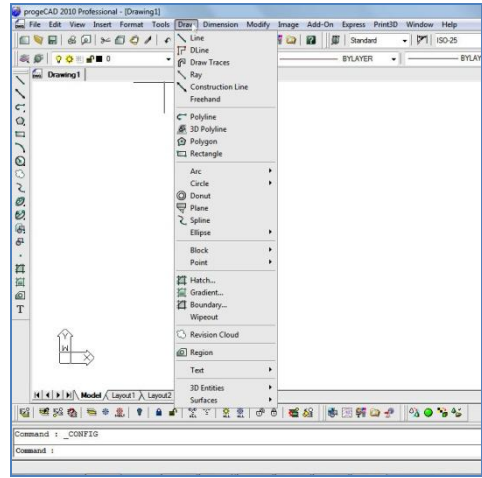 progeCAD 2010 Professional - [Drawing1]
File Edit View Insert Format Tools Draw Dimension Modify Image Add-On Express Print3D Window Help
Standard ISO-25
0 BYLAYER BYLAY
Drawing1
Line
DLine
Draw Traces
Ray
Construction Line
Freehand
Polyline
3D Polyline
Polygon
Rectangle
Arc
Circle
Donut
Plane
Spline
Ellipse
Block
Point
Hatch...
Gradient...
Boundary...
Wipeout
Revision Cloud
Region
Text
3D Entities
Surfaces
T
Y
W
X
Model Layout1 Layout2
Command : _CONFIG
Command :